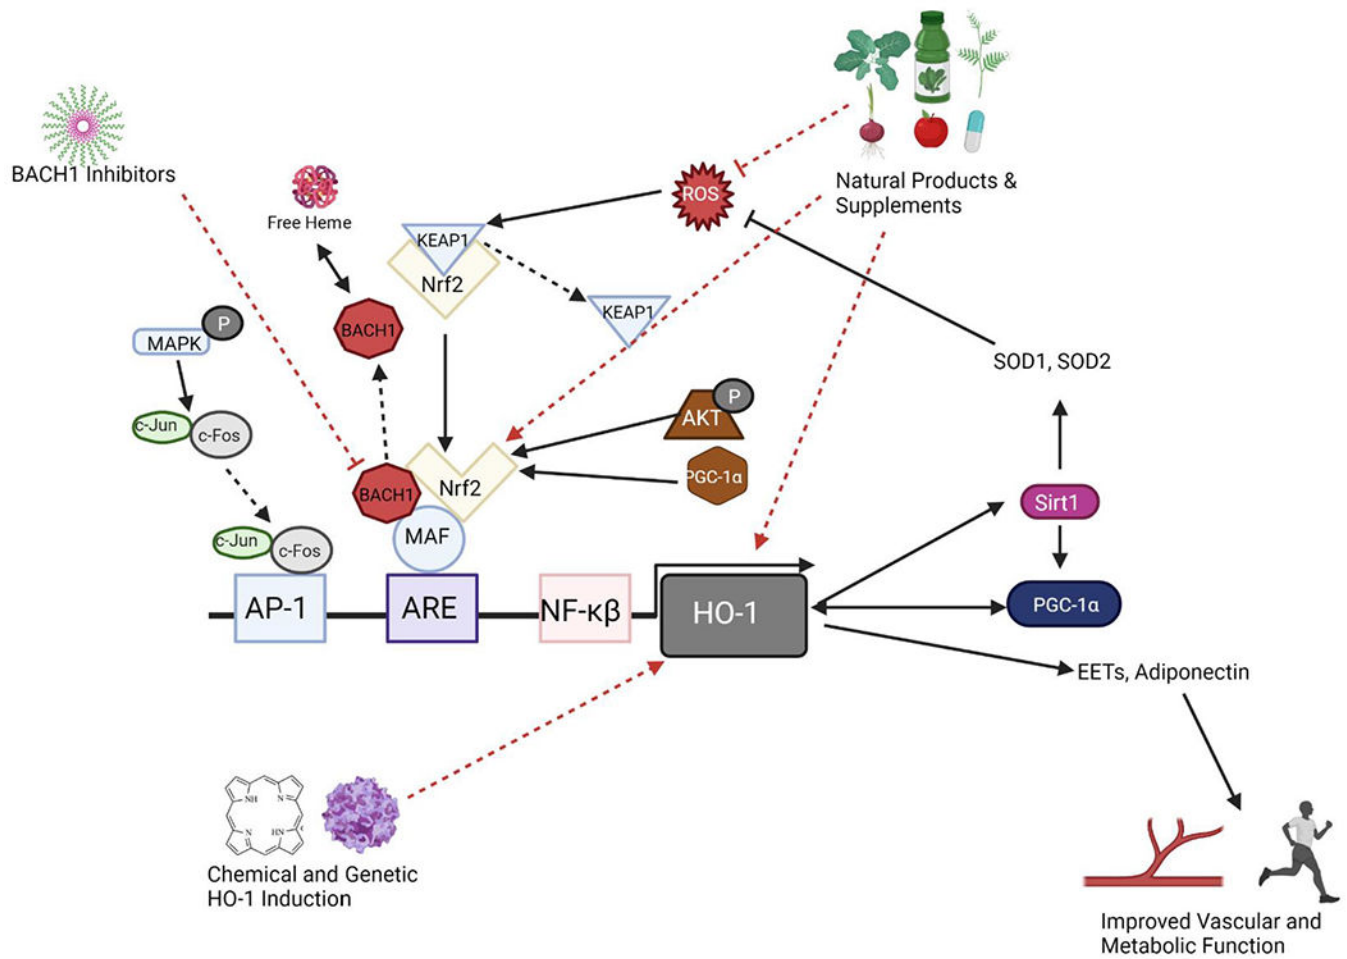 BACH1 Inhibitors
Free Heme
ROS
Natural Products &
Supplements
KEAP1
Nrf2
KEAP1
BACH1
P
MAPK
SOD1, SOD2
c-Jun
c-Fos
P
AKT
PGC-1α
BACH1
Nrf2
Sirt1
MAF
c-Jun
c-Fos
AP-1
ARE
NF-κβ
HO-1
PGC-1α
EETs, Adiponectin
NH
N
N
HN
Chemical and Genetic
HO-1 Induction
Improved Vascular and
Metabolic Function